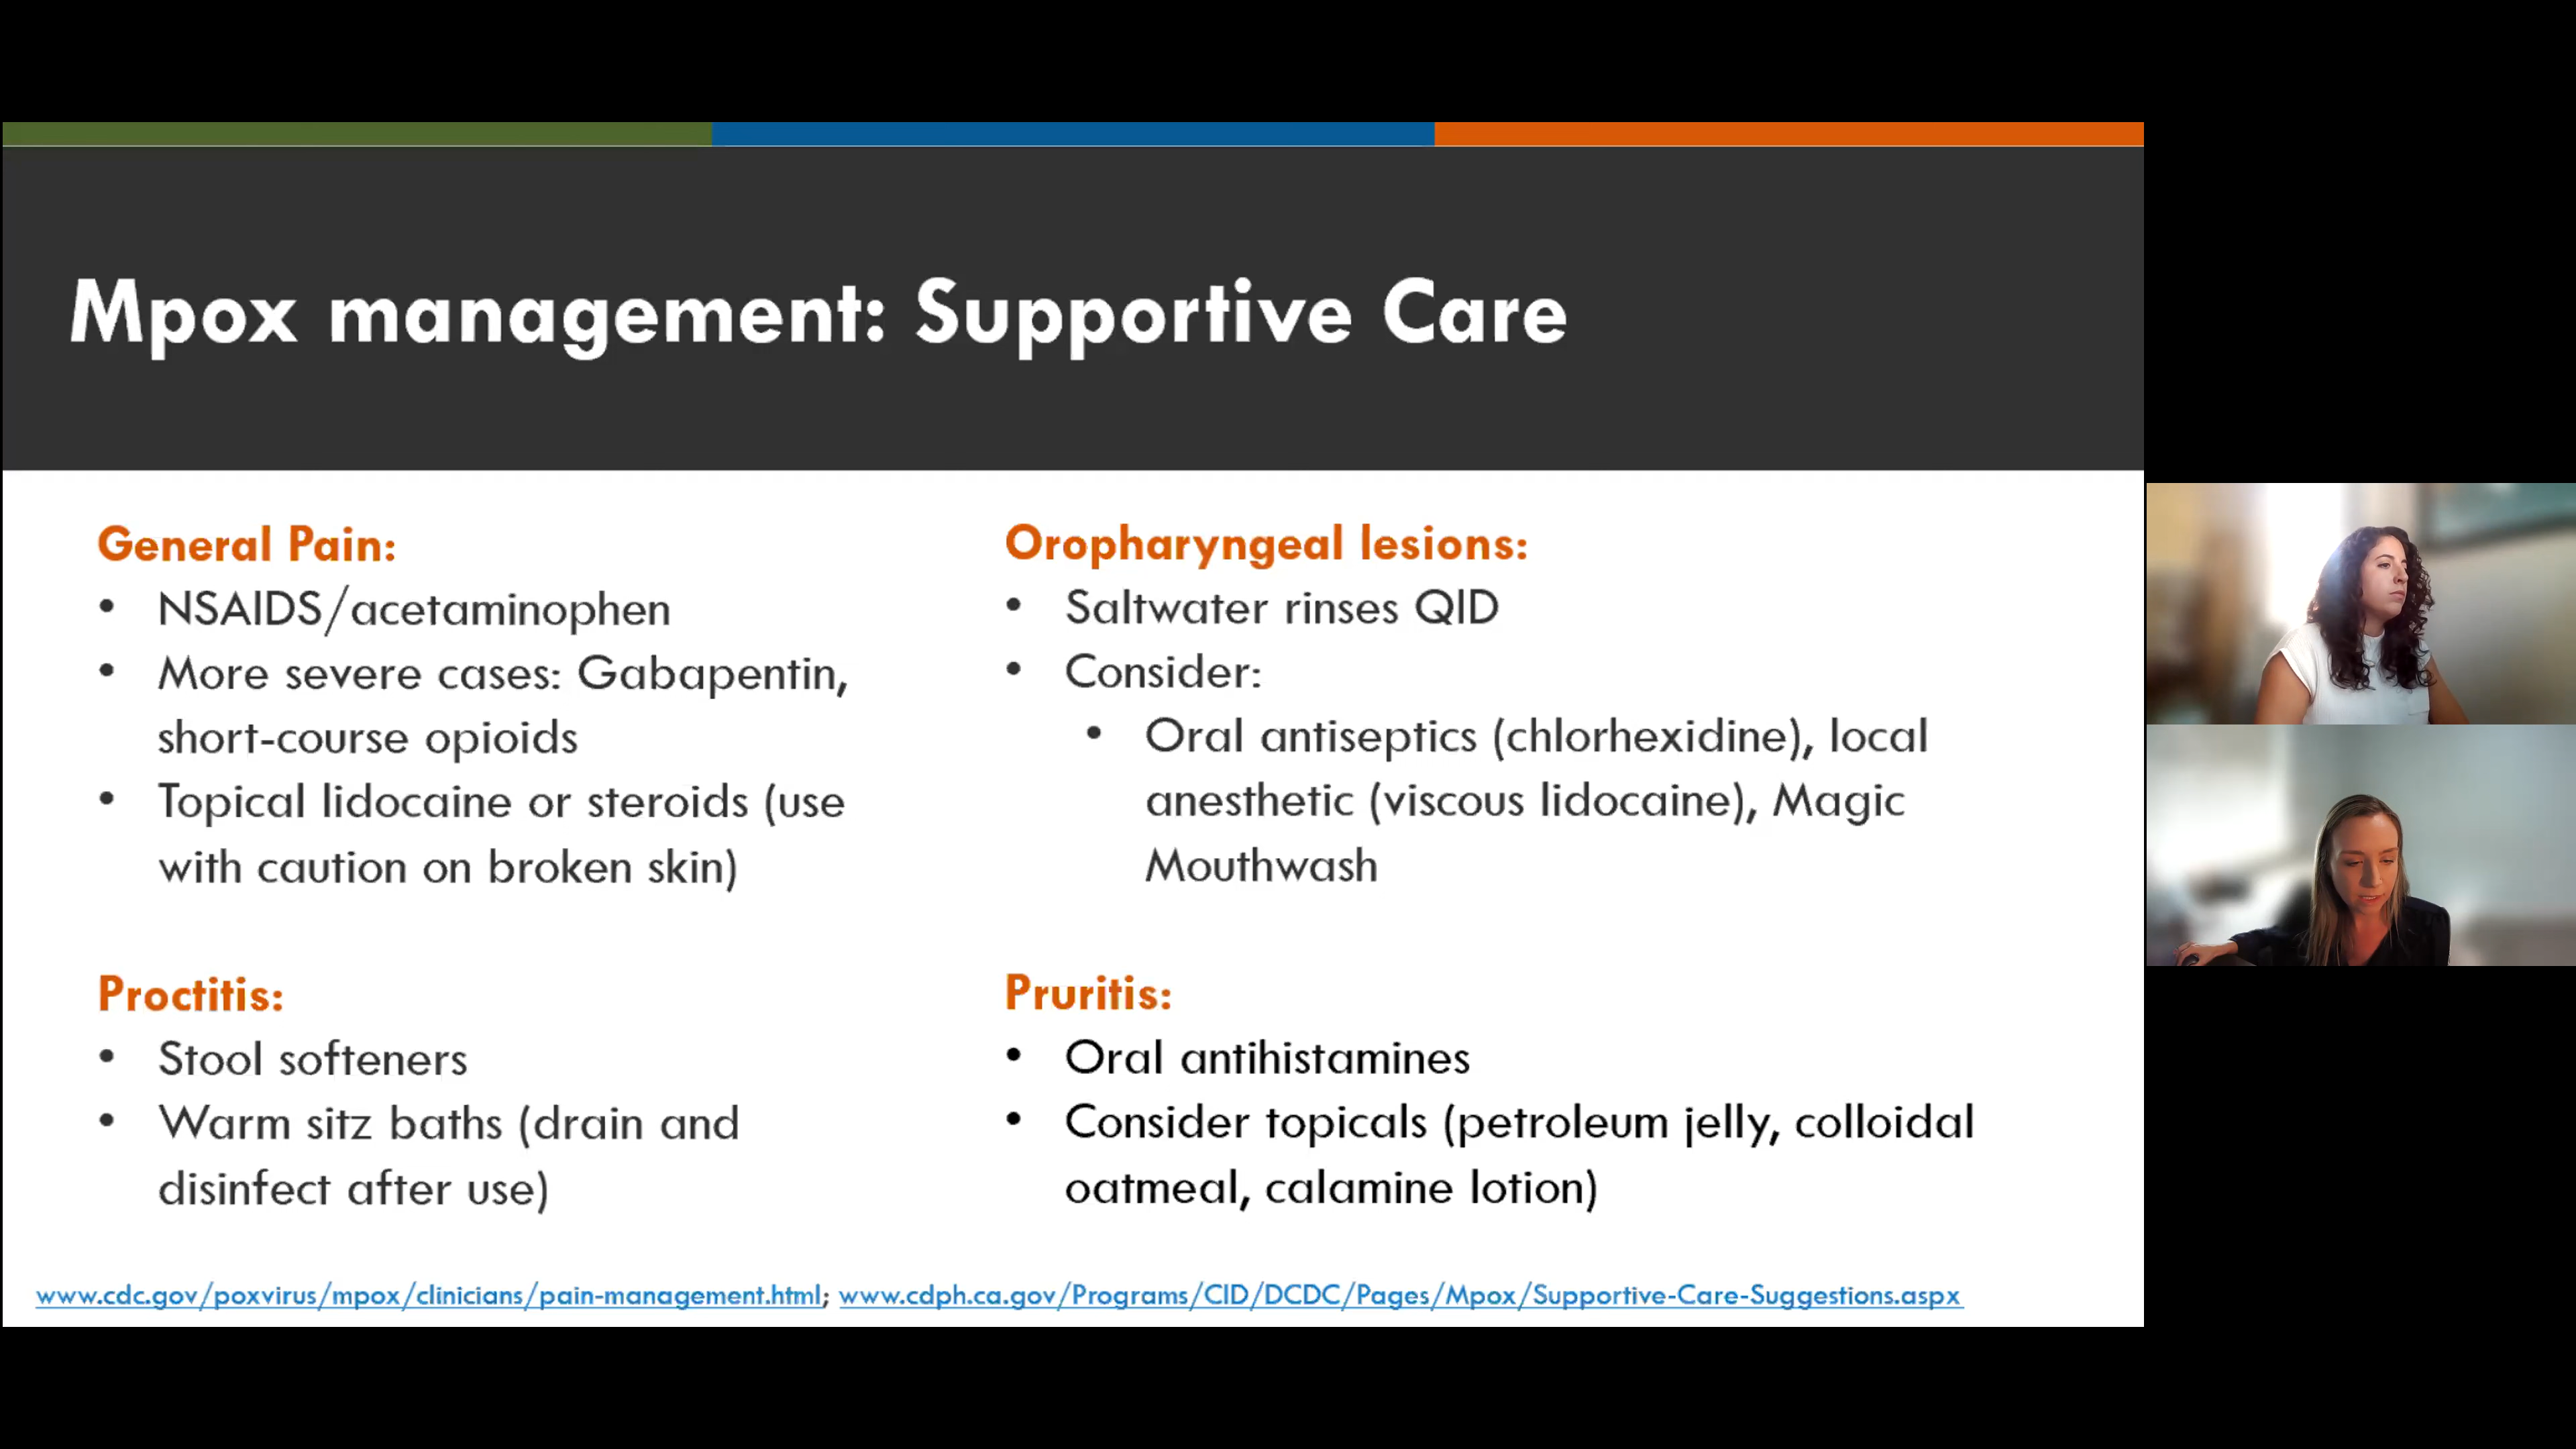 Mpox management: Supportive Care
General Pain:
• NSAIDS/acetaminophen
• More severe cases: Gabapentin,
short-course opioids
• Topical lidocaine or steroids (use
with caution on broken skin)
Proctitis:
• Stool softeners
• Warm sitz baths (drain and
disinfect after use)
Oropharyngeal lesions:
• Saltwater rinses QID
• Consider:
• Oral antiseptics (chlorhexidine), local
anesthetic (viscous lidocaine), Magic
Mouthwash
Pruritis:
• Oral antihistamines
• Consider topicals (petroleum jelly, colloidal
oatmeal, calamine lotion)
www.cdc.gov/poxvirus/mpox/clinicians/pain-management.html; www.cdph.ca.gov/Programs/CID/DCDC/Pages/Mpox/Supportive-Care-Suggestions.aspx